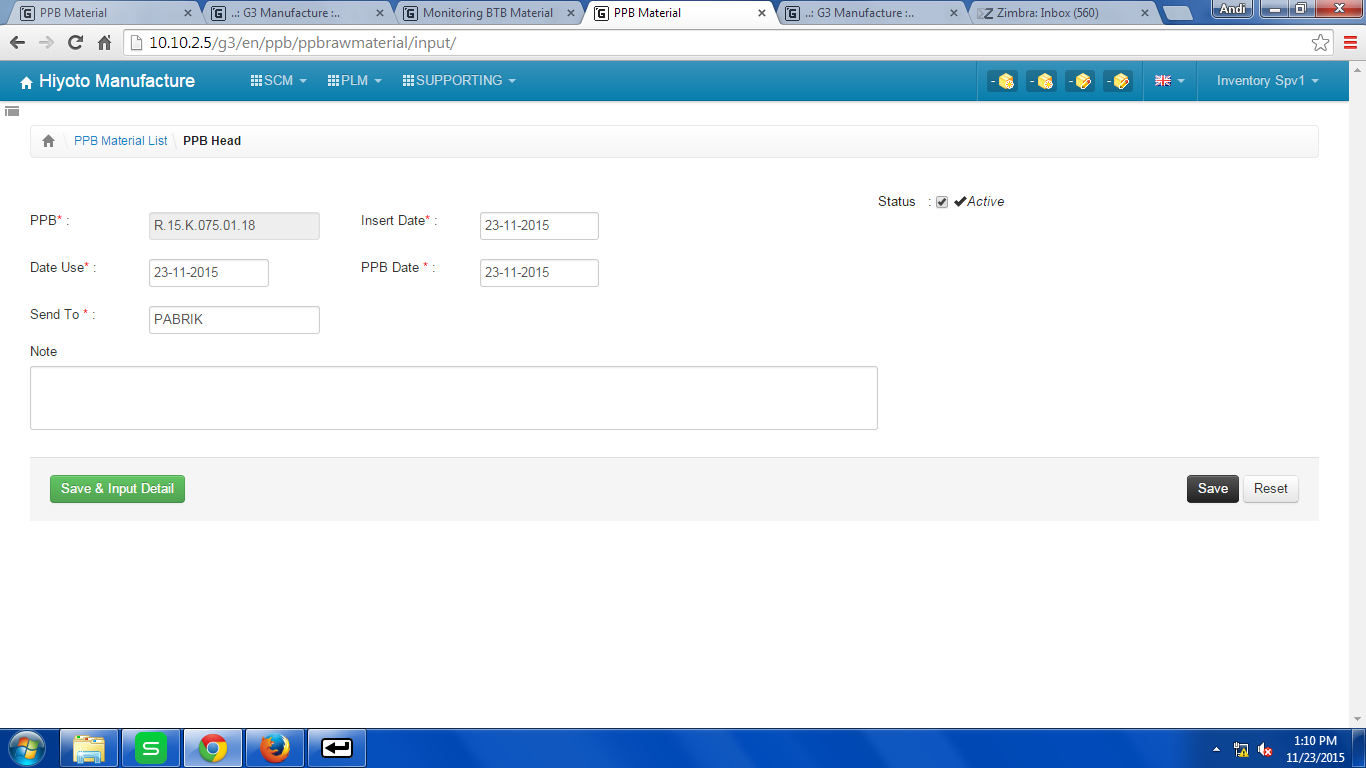 PPB Material
..: G3 Manufacture :..
Monitoring BTB Material
PPB Material
..: G3 Manufacture :..
Zimbra: Inbox (560)
Andi
10.10.2.5/g3/en/ppb/ppbrawmaterial/input/
Hiyoto Manufacture
SCM
PLM
SUPPORTING
-
-
-
-
Inventory Spv1
PPB Material List
PPB Head
Status : Active
PPB* : R.15.K.075.01.18 Insert Date* : 23-11-2015
Date Use* : 23-11-2015 PPB Date * : 23-11-2015
Send To * : PABRIK
Note
Save & Input Detail
Save
Reset
1:10 PM
11/23/2015